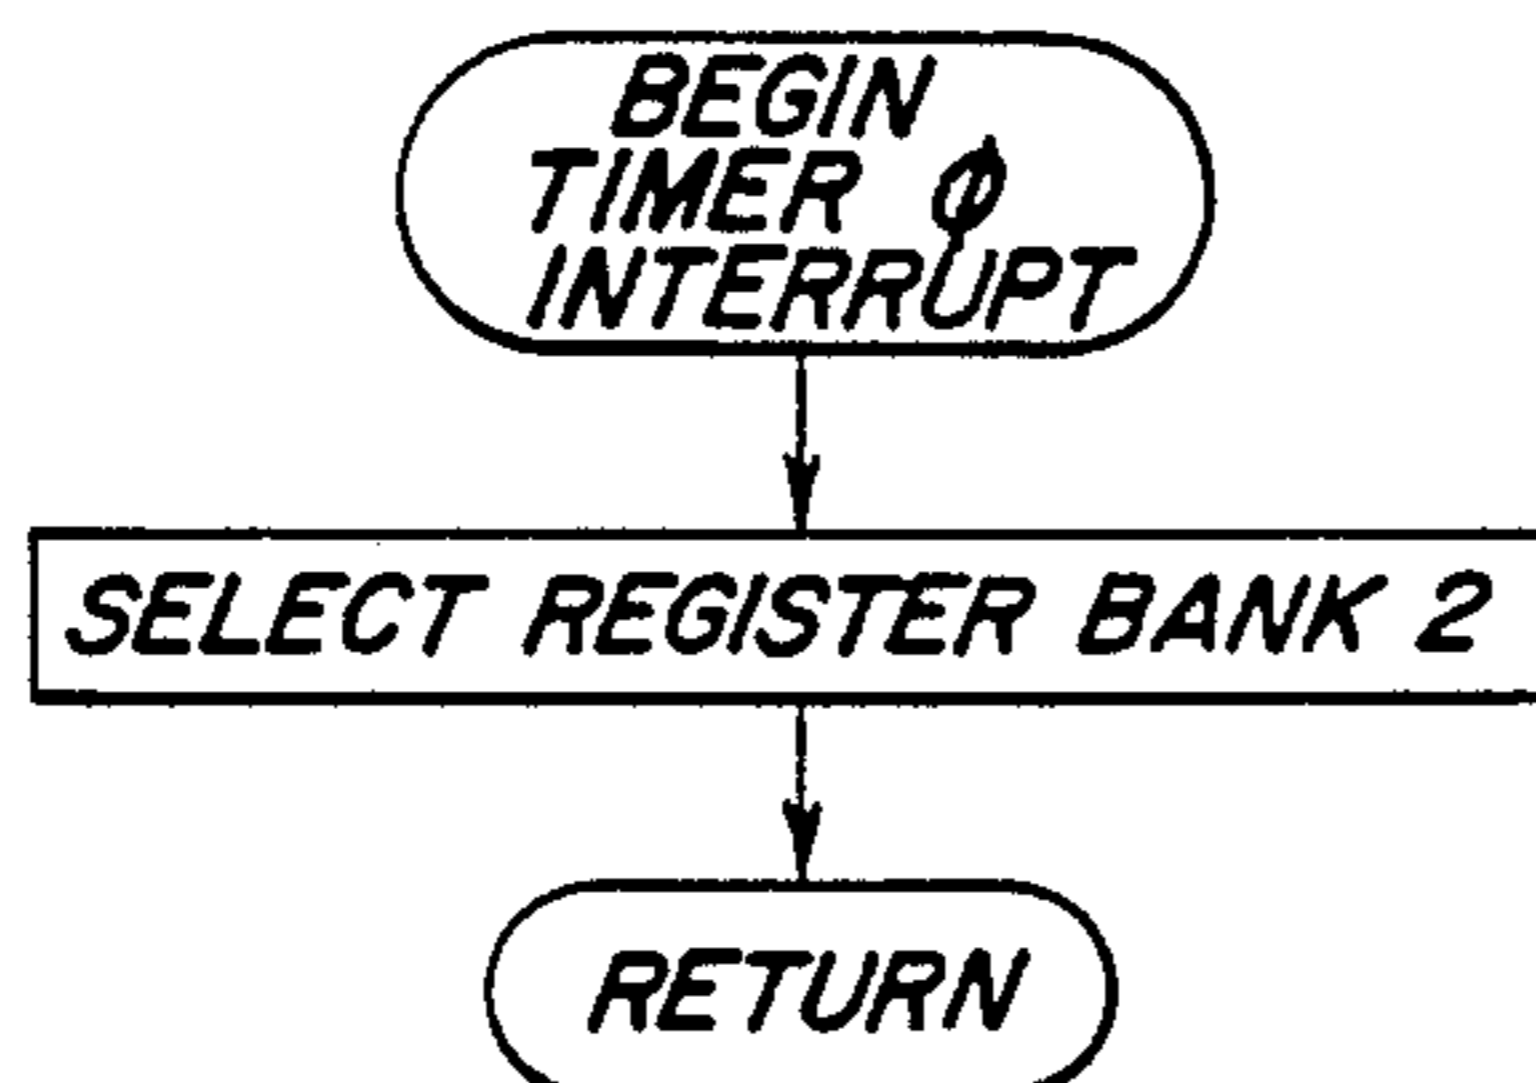 BEGIN
TIMER Ø
INTERRUPT
SELECT REGISTER BANK 2
RETURN